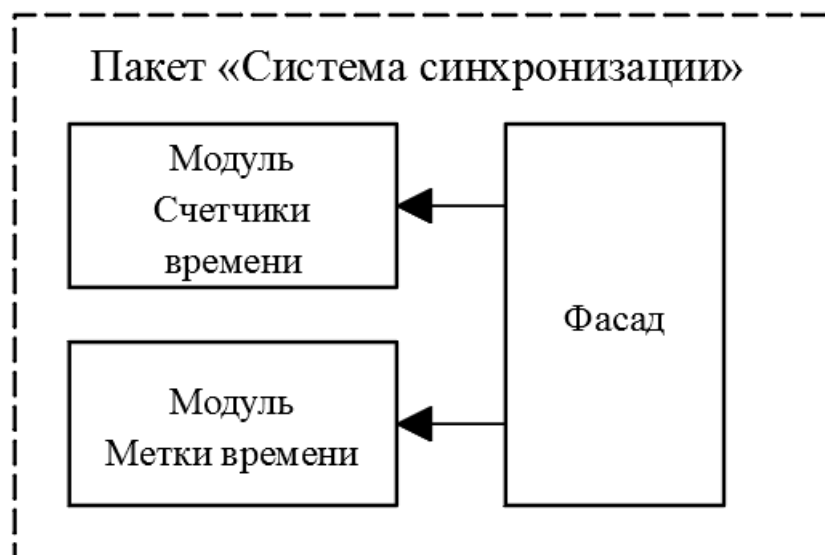 Пакет «Система синхронизации»
Модуль
Счетчики
времени
Фасад
Модуль
Метки времени